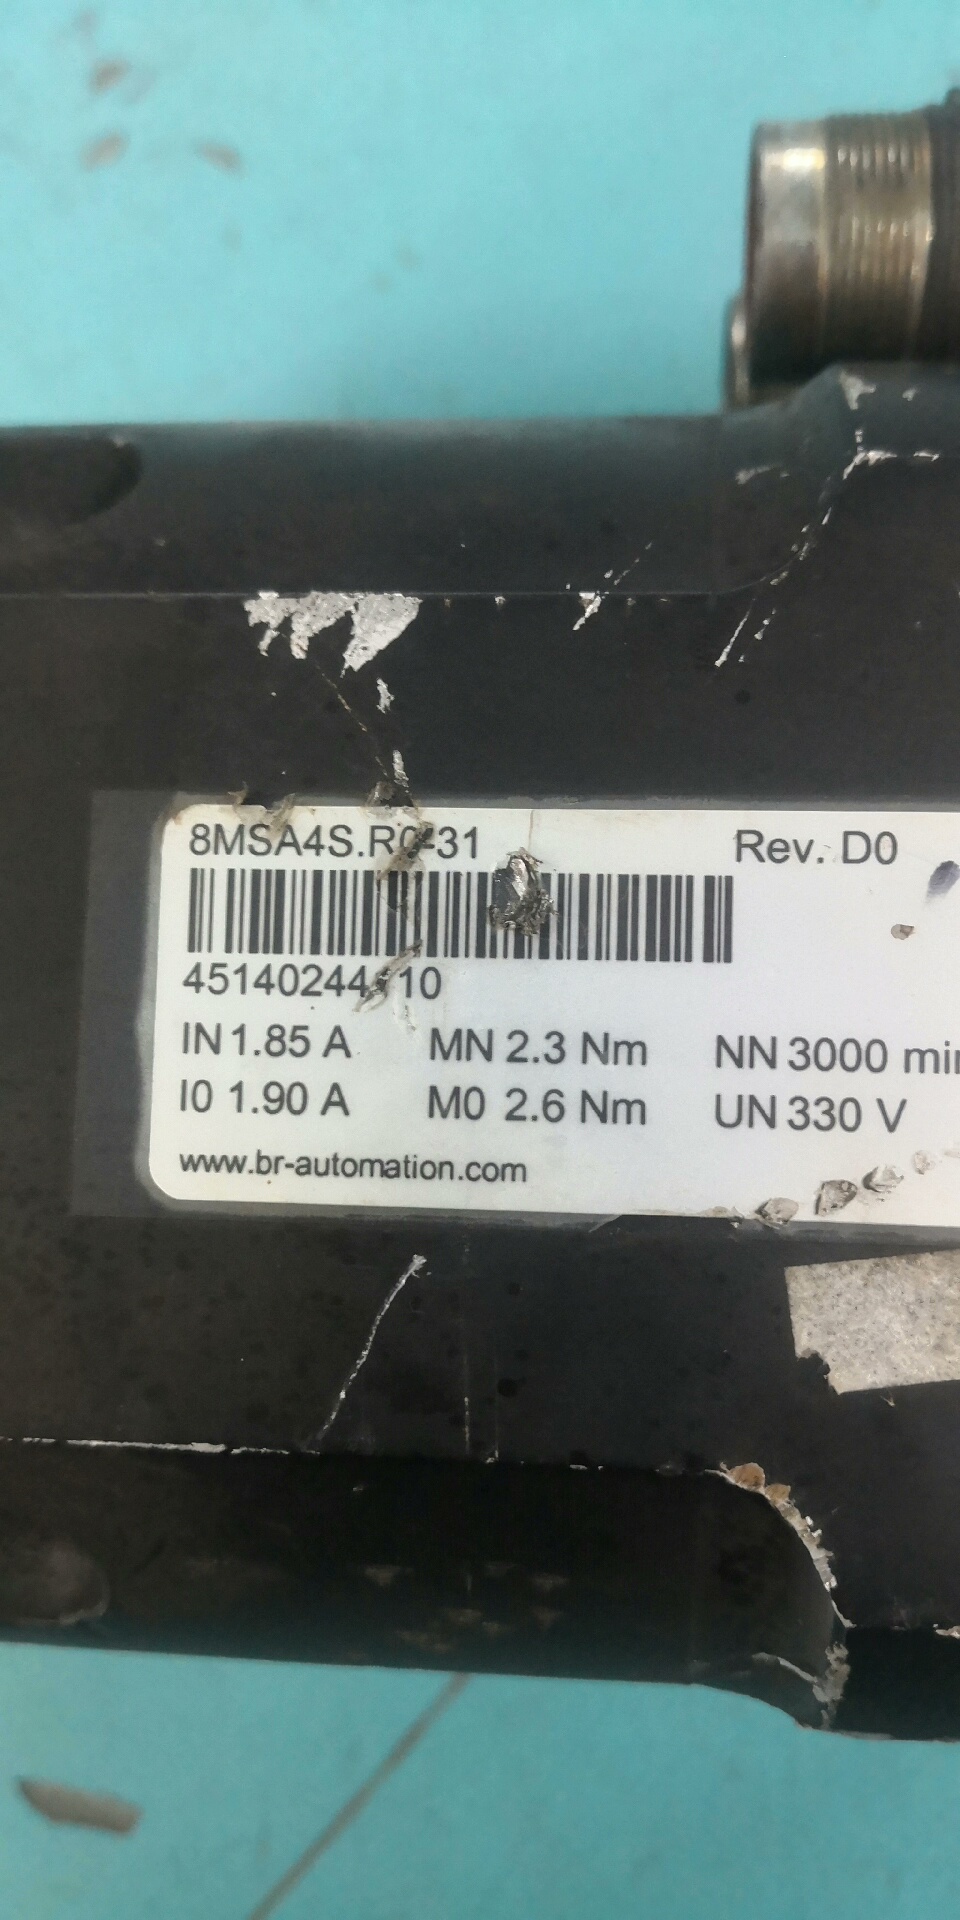 8MSA4S.R0-31
Rev. D0
IN 1.85 A MN 2.3 Nm NN 3000
I0 1.90 A M0 2.6 Nm UN 330 V
www.br-automation.com